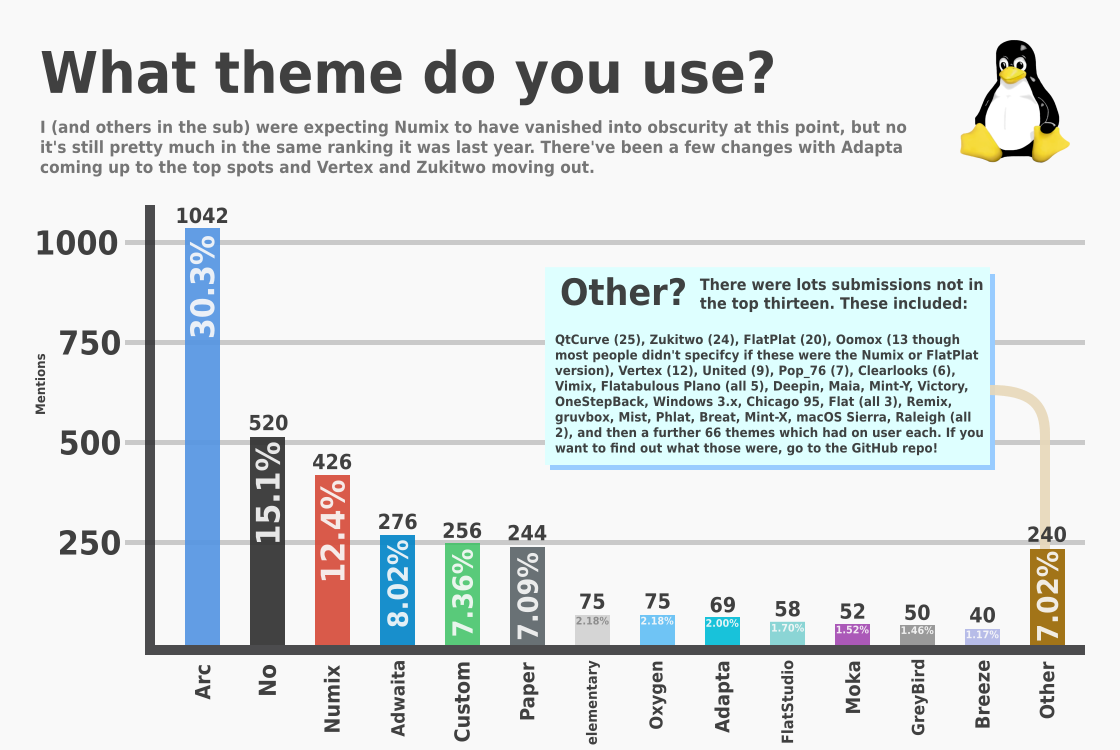 What theme do you use?
I (and others in the sub) were expecting Numix to have vanished into obscurity at this point, but no
it's still pretty much in the same ranking it was last year. There've been a few changes with Adapta
coming up to the top spots and Vertex and Zukitwo moving out.
1000
750
500
250
Mentions
1042
30.3%
520
15.1%
426
12.4%
276
8.02%
256
7.36%
244
7.09%
75
2.18%
75
2.18%
69
2.00%
58
1.70%
52
1.52%
50
1.46%
40
1.17%
240
7.02%
Other?
There were lots submissions not in
the top thirteen. These included:
QtCurve (25), Zukitwo (24), FlatPlat (20), Oomox (13 though
most people didn't specifcy if these were the Numix or FlatPlat
version), Vertex (12), United (9), Pop_76 (7), Clearlooks (6),
Vimix, Flatabulous Plano (all 5), Deepin, Maia, Mint-Y, Victory,
OneStepBack, Windows 3.x, Chicago 95, Flat (all 3), Remix,
gruvbox, Mist, Phlat, Breat, Mint-X, macOS Sierra, Raleigh (all
2), and then a further 66 themes which had on user each. If you
want to find out what those were, go to the GitHub repo!
Arc
No
Numix
Adwaita
Custom
Paper
elementary
Oxygen
Adapta
FlatStudio
Moka
GreyBird
Breeze
Other